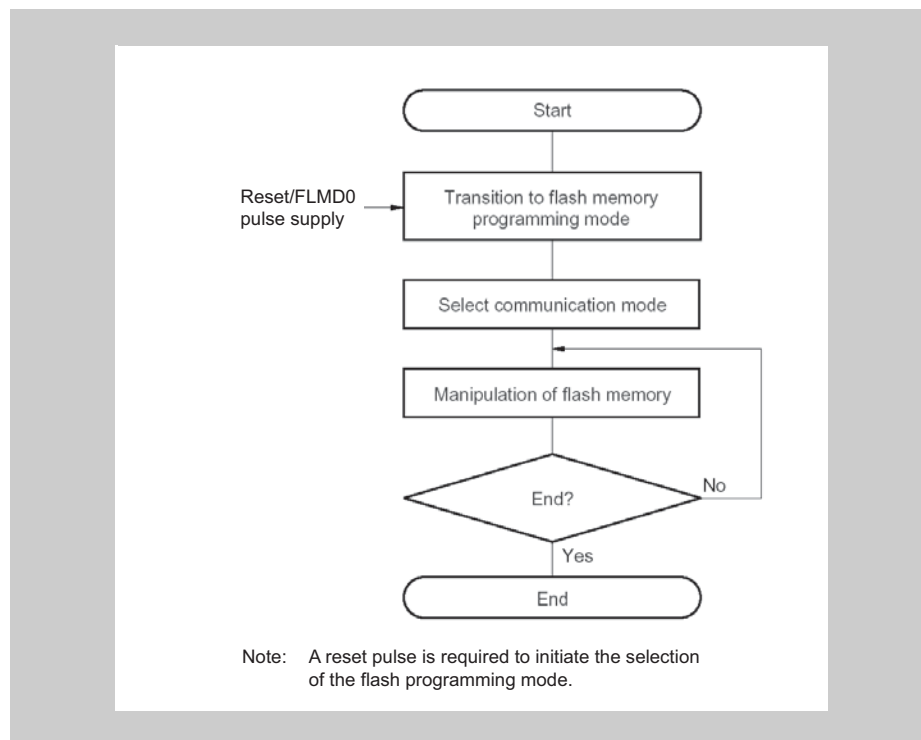 Start
Reset/FLMD0
pulse supply
Transition to flash memory
programming mode
Select communication mode
Manipulation of flash memory
End?
No
Yes
End
Note: A reset pulse is required to initiate the selection
of the flash programming mode.